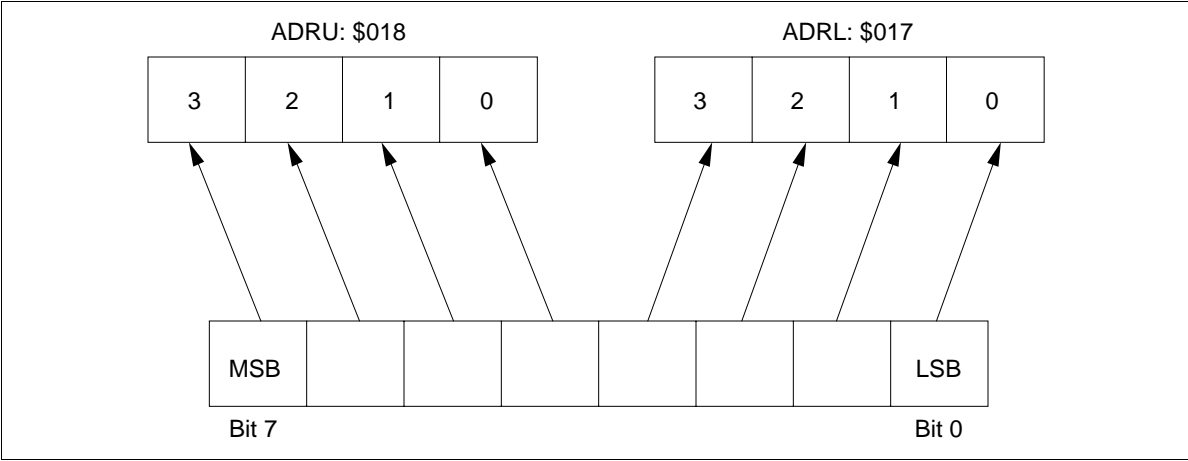 ADRU: $018 ADRL: $017
3 2 1 0 3 2 1 0
MSB LSB
Bit 7 Bit 0